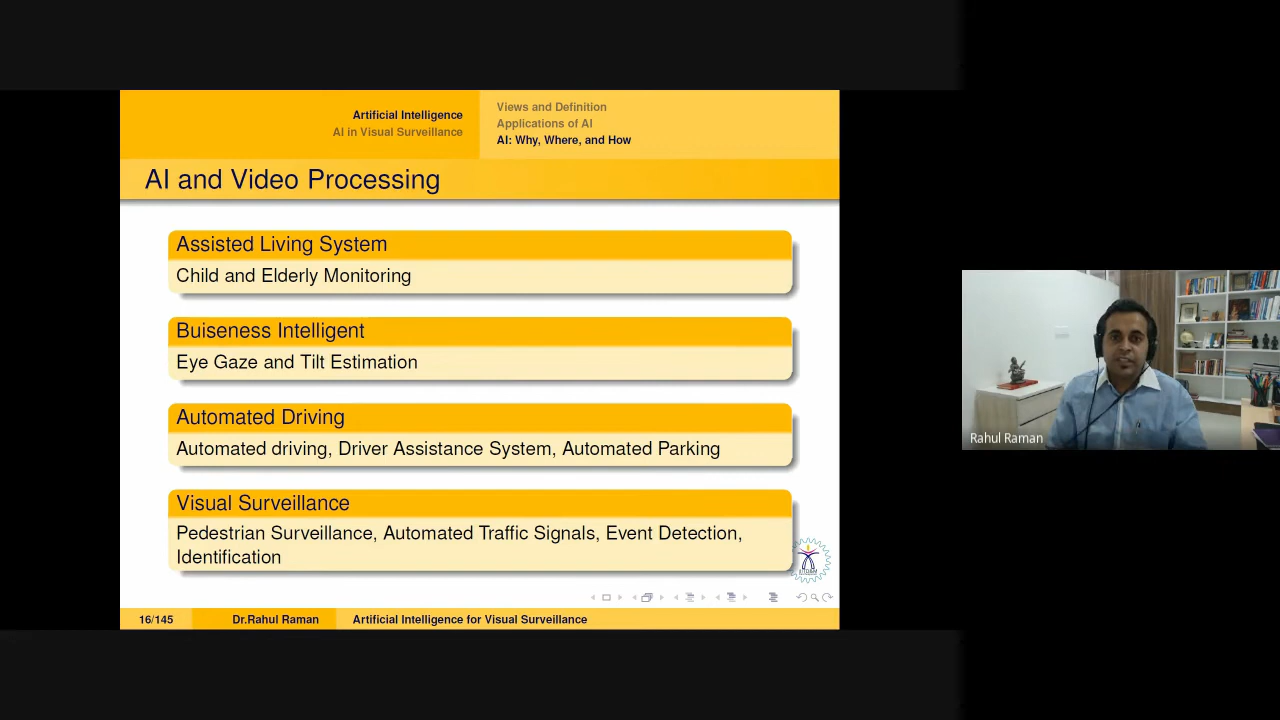 Artificial Intelligence
AI in Visual Surveillance
Views and Definition
Applications of AI
AI: Why, Where, and How
AI and Video Processing
Assisted Living System
Child and Elderly Monitoring
Buiseness Intelligent
Eye Gaze and Tilt Estimation
Automated Driving
Automated driving, Driver Assistance System, Automated Parking
Visual Surveillance
Pedestrian Surveillance, Automated Traffic Signals, Event Detection,
Identification
16/145
Dr.Rahul Raman
Artificial Intelligence for Visual Surveillance
Rahul Raman